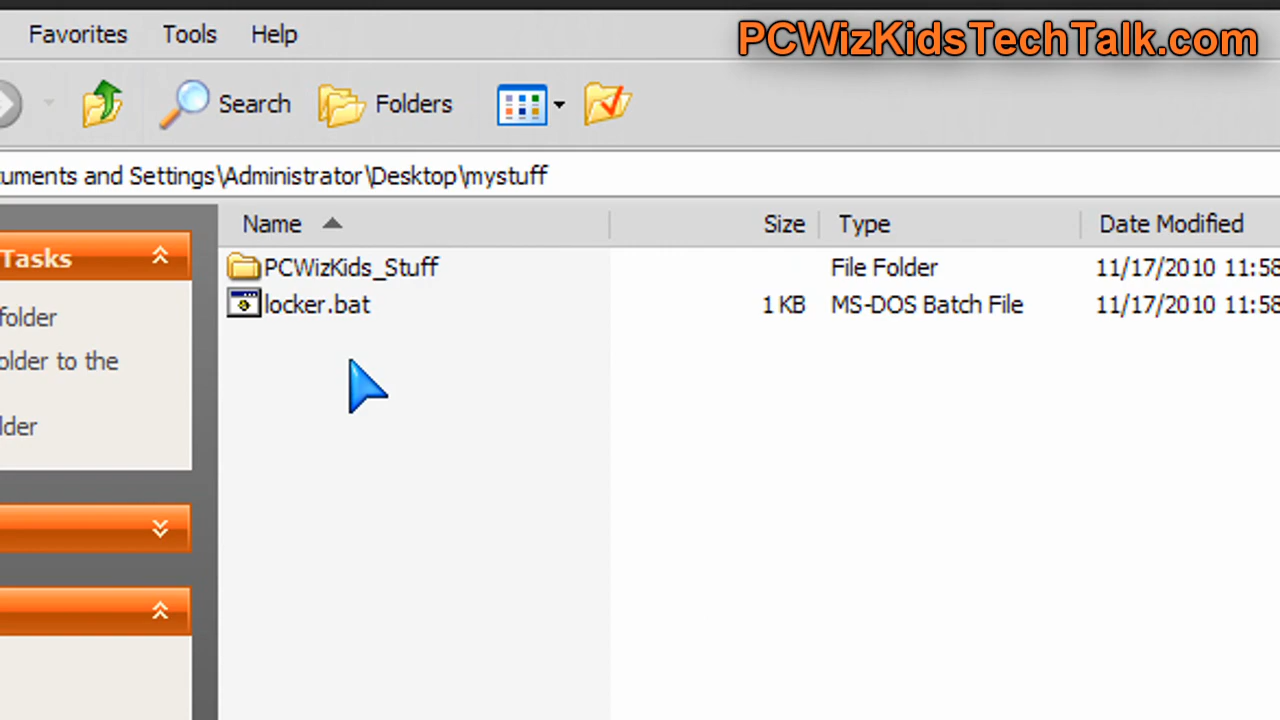 Favorites Tools Help
PCWizKidsTechTalk.com
Search Folders
cuments and Settings\Administrator\Desktop\mystuff
Name Size Type Date Modified
Tasks
PCWizKids_Stuff File Folder 11/17/2010 11:58
locker.bat 1 KB MS-DOS Batch File 11/17/2010 11:58
folder
older to the
lder